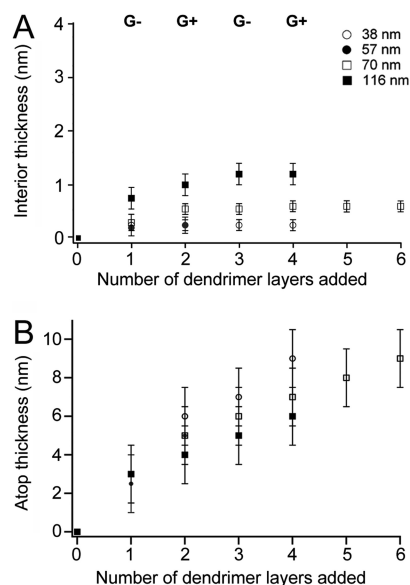 A
G- G+ G- G+
38 nm
57 nm
70 nm
116 nm
4
3
2
1
0
Interior thickness (nm)
0 1 2 3 4 5 6
Number of dendrimer layers added
B
10
8
6
4
2
0
Atop thickness (nm)
0 1 2 3 4 5 6
Number of dendrimer layers added